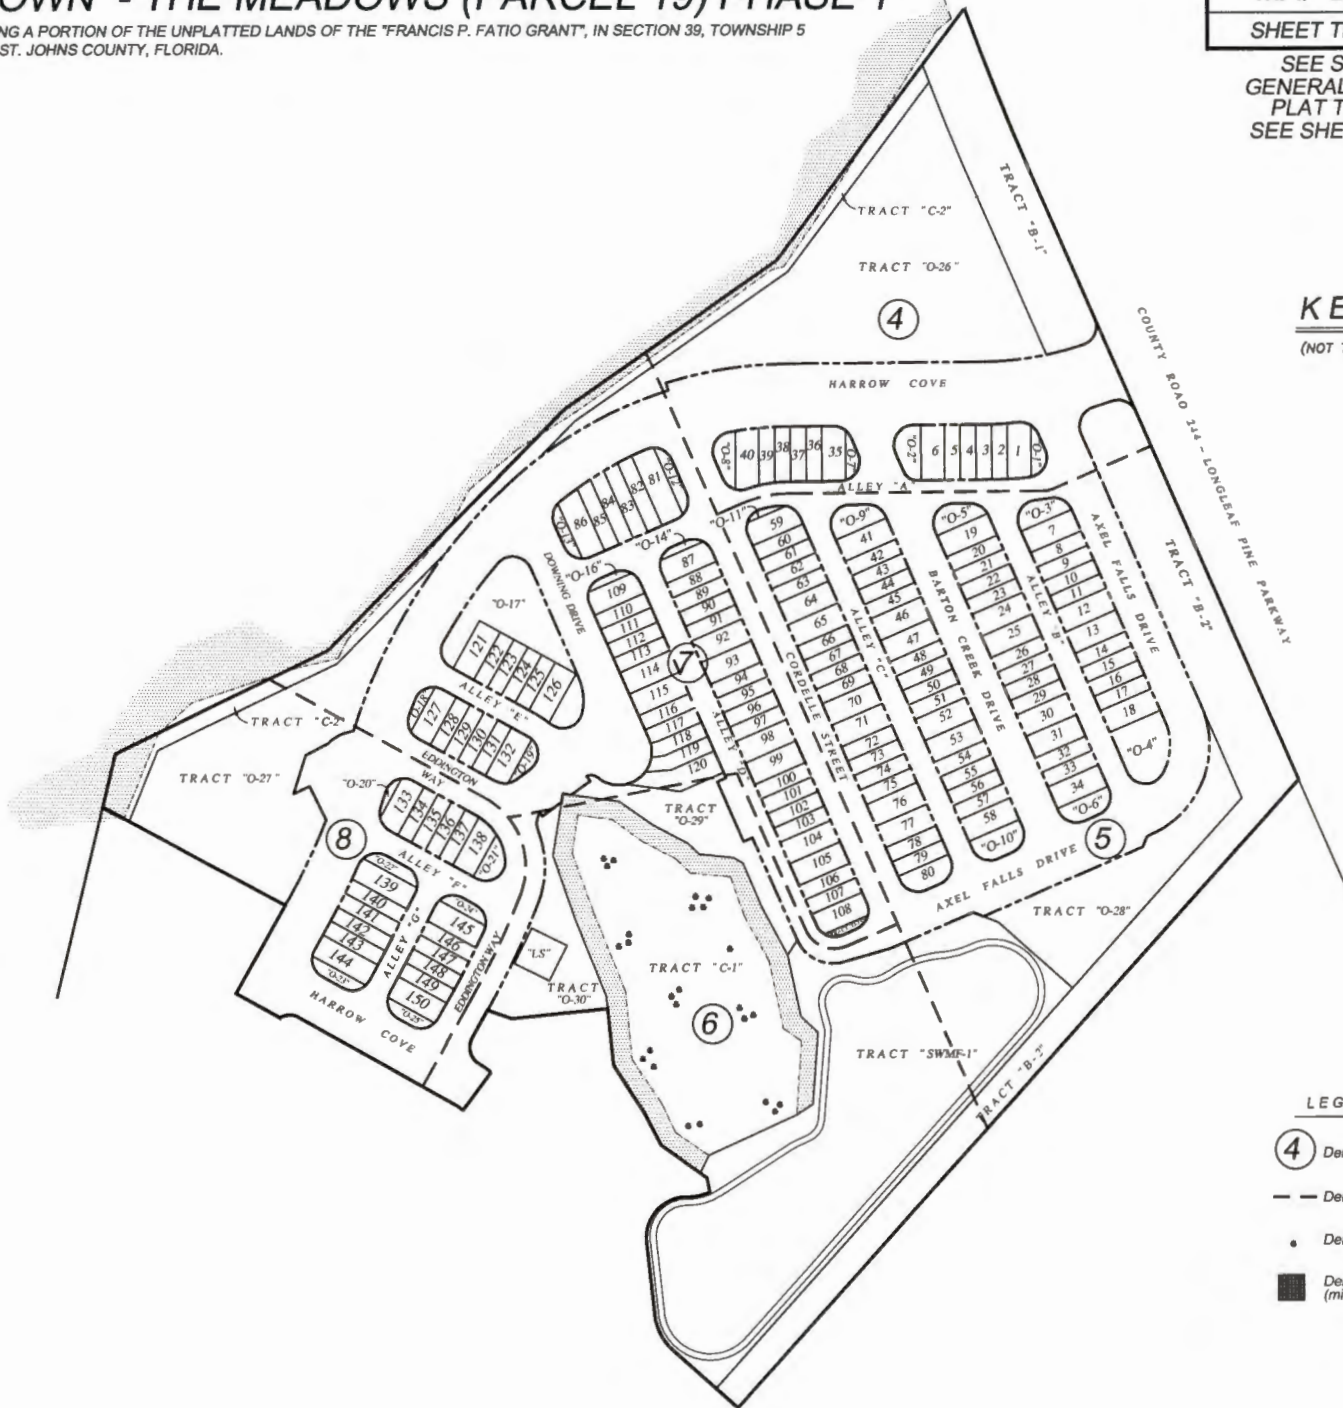 OWN" - THE MEADOWS (PARCEL 19) PHASE 1
NG A PORTION OF THE UNPLATTED LANDS OF THE "FRANCIS P. FATIO GRANT", IN SECTION 39, TOWNSHIP 5
ST. JOHNS COUNTY, FLORIDA.
SHEET
SEE S
GENERAL
PLAT T
SEE SHE
TRACT "B-1"
TRACT "C-2"
TRACT "O-26"
4
K E
(NOT
COUNTY ROAD 244 - LONGLEAF PINE PARKWAY
HARROW COVE
"O-8" 40 39 38 37 36 35 "O-7"
"O-2" 6 5 4 3 2 1 "O-1"
ALLEY "A"
"O-13" 86 85 84 83 82 81 "O-12"
"O-11" 59 60 61 62 63 64 65 66 67 68 69 70 71 72 73 74 75 76 77 78 79 80
"O-9" 41 42 43 44 45 46 47 48 49 50 51 52 53 54 55 56 57 58 "O-10"
"O-5" 19 20 21 22 23 24 25 26 27 28 29 30 31 32 33 34 "O-6"
"O-3" 7 8 9 10 11 12 13 14 15 16 17 18 "O-4"
AXEL FALLS DRIVE
TRACT "B-2"
ALLEY "B"
BARTON CREEK DRIVE
ALLEY "C"
CORDELLE STREET
"O-14" 87 88 89 90 91 92 93 94 95 96 97 98 99 100 101 102 103 104 105 106 107 108
"O-16" 109 110 111 112 113 114 115 116 117 118 119 120
DOWNING DRIVE
7
ALLEY "D"
"O-17"
121 122 123 124 125 126
ALLEY "E"
"O-18" 127 128 129 130 131 132 "O-19"
EDDINGTON
WAY
TRACT "C-2"
TRACT "O-27"
"O-20" 133 134 135 136 137 138 "O-21"
8
ALLEY "F"
"O-22" 139 140 141 142 143 144 "O-23"
ALLEY "G"
"O-24" 145 146 147 148 149 150 "O-25"
EDDINGTON WAY
HARROW COVE
TRACT
"O-29"
5
AXEL FALLS DRIVE
TRACT "O-28"
"LS"
TRACT
"O-30"
TRACT "C-1"
6
TRACT "SWMF-1"
TRACT "B-2"
LEG
4 De
De
De
De
(mi